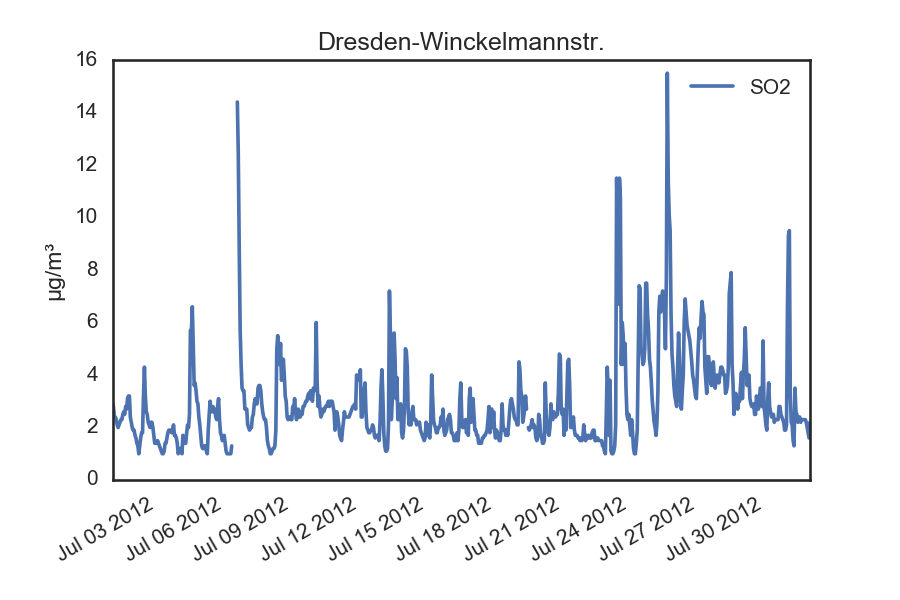 Dresden-Winckelmannstr.
SO2
µg/m³
16
14
12
10
8
6
4
2
0
Jul 03 2012
Jul 06 2012
Jul 09 2012
Jul 12 2012
Jul 15 2012
Jul 18 2012
Jul 21 2012
Jul 24 2012
Jul 27 2012
Jul 30 2012